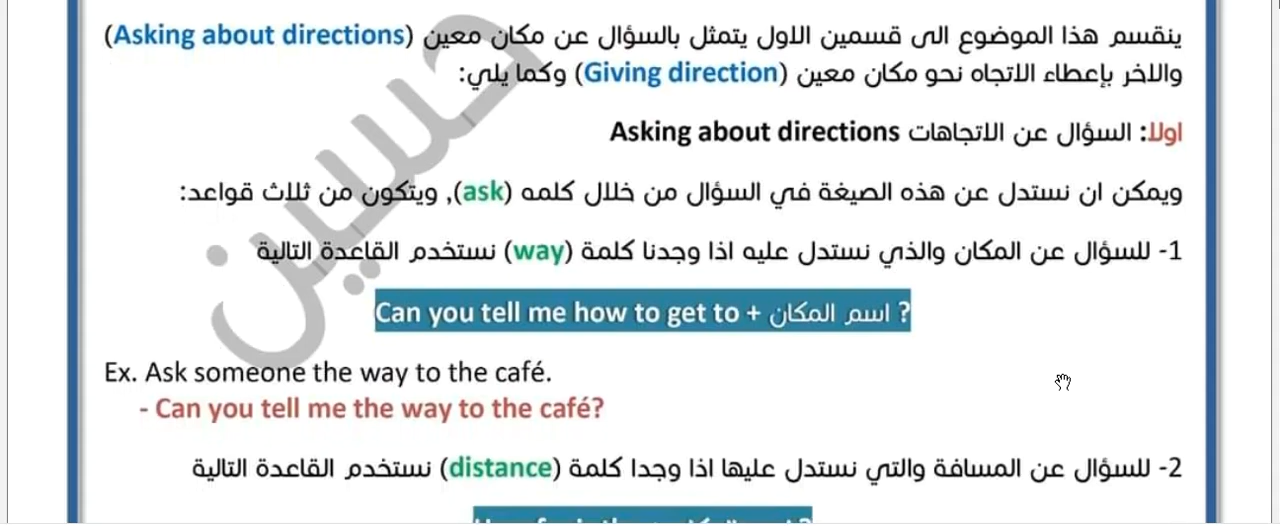 ينقسم هذا الموضوع الى قسمين الاول يتمثل بالسؤال عن مكان معين (Asking about directions)
والاخر بإعطاء الاتجاه نحو مكان معين (Giving direction) وكما يلي:
اولا: السؤال عن الاتجاهات Asking about directions
ويمكن ان نستدل عن هذه الصيغة في السؤال من خلال كلمه (ask), ويتكون من ثلاث قواعد:
1- للسؤال عن المكان والذي نستدل عليه اذا وجدنا كلمة (way) نستخدم القاعدة التالية
Can you tell me how to get to + اسم المكان ?
Ex. Ask someone the way to the café.
- Can you tell me the way to the café?
2- للسؤال عن المسافة والتي نستدل عليها اذا وجدا كلمة (distance) نستخدم القاعدة التالية
حسين